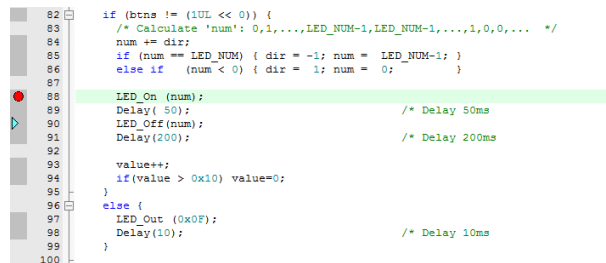 82 if (btns != (1UL << 0)) {
83 /* Calculate 'num': 0,1,...,LED_NUM-1,LED_NUM-1,...,1,0,0,... */
84 num += dir;
85 if (num == LED_NUM) { dir = -1; num = LED_NUM-1; }
86 else if (num < 0) { dir = 1; num = 0; }
87
88 LED_On (num);
89 Delay( 50); /* Delay 50ms
90 LED_Off(num);
91 Delay(200); /* Delay 200ms
92
93 value++;
94 if(value > 0x10) value=0;
95 }
96 else {
97 LED_Out (0x0F);
98 Delay(10); /* Delay 10ms
99 }
100